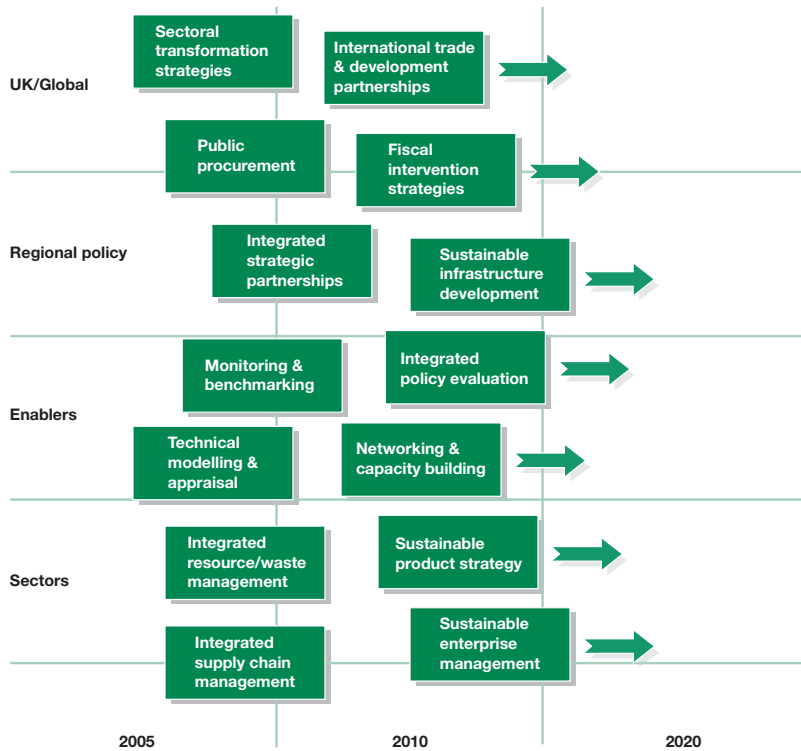 Sectoral
transformation
strategies
International trade
& development
partnerships
UK/Global
Public
procurement
Fiscal
intervention
strategies
Regional policy
Integrated
strategic
partnerships
Sustainable
infrastructure
development
Monitoring &
benchmarking
Integrated
policy evaluation
Enablers
Technical
modelling &
appraisal
Networking &
capacity building
Integrated
resource/waste
management
Sustainable
product strategy
Sectors
Integrated
supply chain
management
Sustainable
enterprise
management
2005
2010
2020